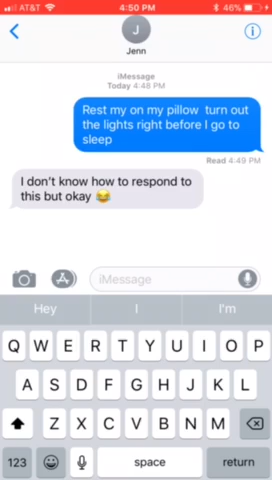 AT&T 4:50 PM 46%
J
Jenn
i
iMessage
Today 4:48 PM
Rest my on my pillow turn out
the lights right before I go to
sleep
Read 4:49 PM
I don't know how to respond to
this but okay 😂
iMessage
Hey I I'm
Q W E R T Y U I O P
A S D F G H J K L
Z X C V B N M
123 space return